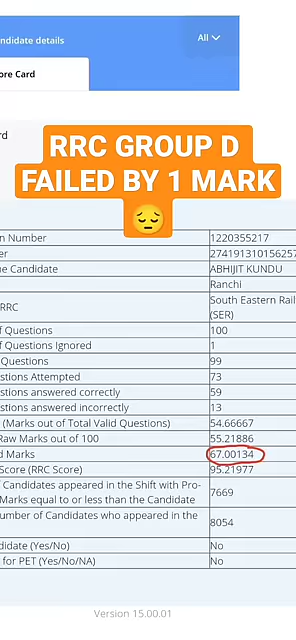 ndidate details
All
ore Card
rd
RRC GROUP D
FAILED BY 1 MARK
n Number 1220355217
er 27419131015625
ne Candidate ABHIJIT KUNDU
Ranchi
RRC South Eastern Rail
(SER)
f Questions 100
f Questions Ignored 1
Questions 99
stions Attempted 73
stions answered correctly 59
stions answered incorrectly 13
(Marks out of Total Valid Questions) 54.66667
Raw Marks out of 100 55.21886
d Marks 67.00134
Score (RRC Score) 95.21977
f Candidates appeared in the Shift with Pro-
Marks equal to or less than the Candidate 7669
umber of Candidates who appeared in the 8054
didate (Yes/No) No
for PET (Yes/No/NA) No
Version 15.00.01